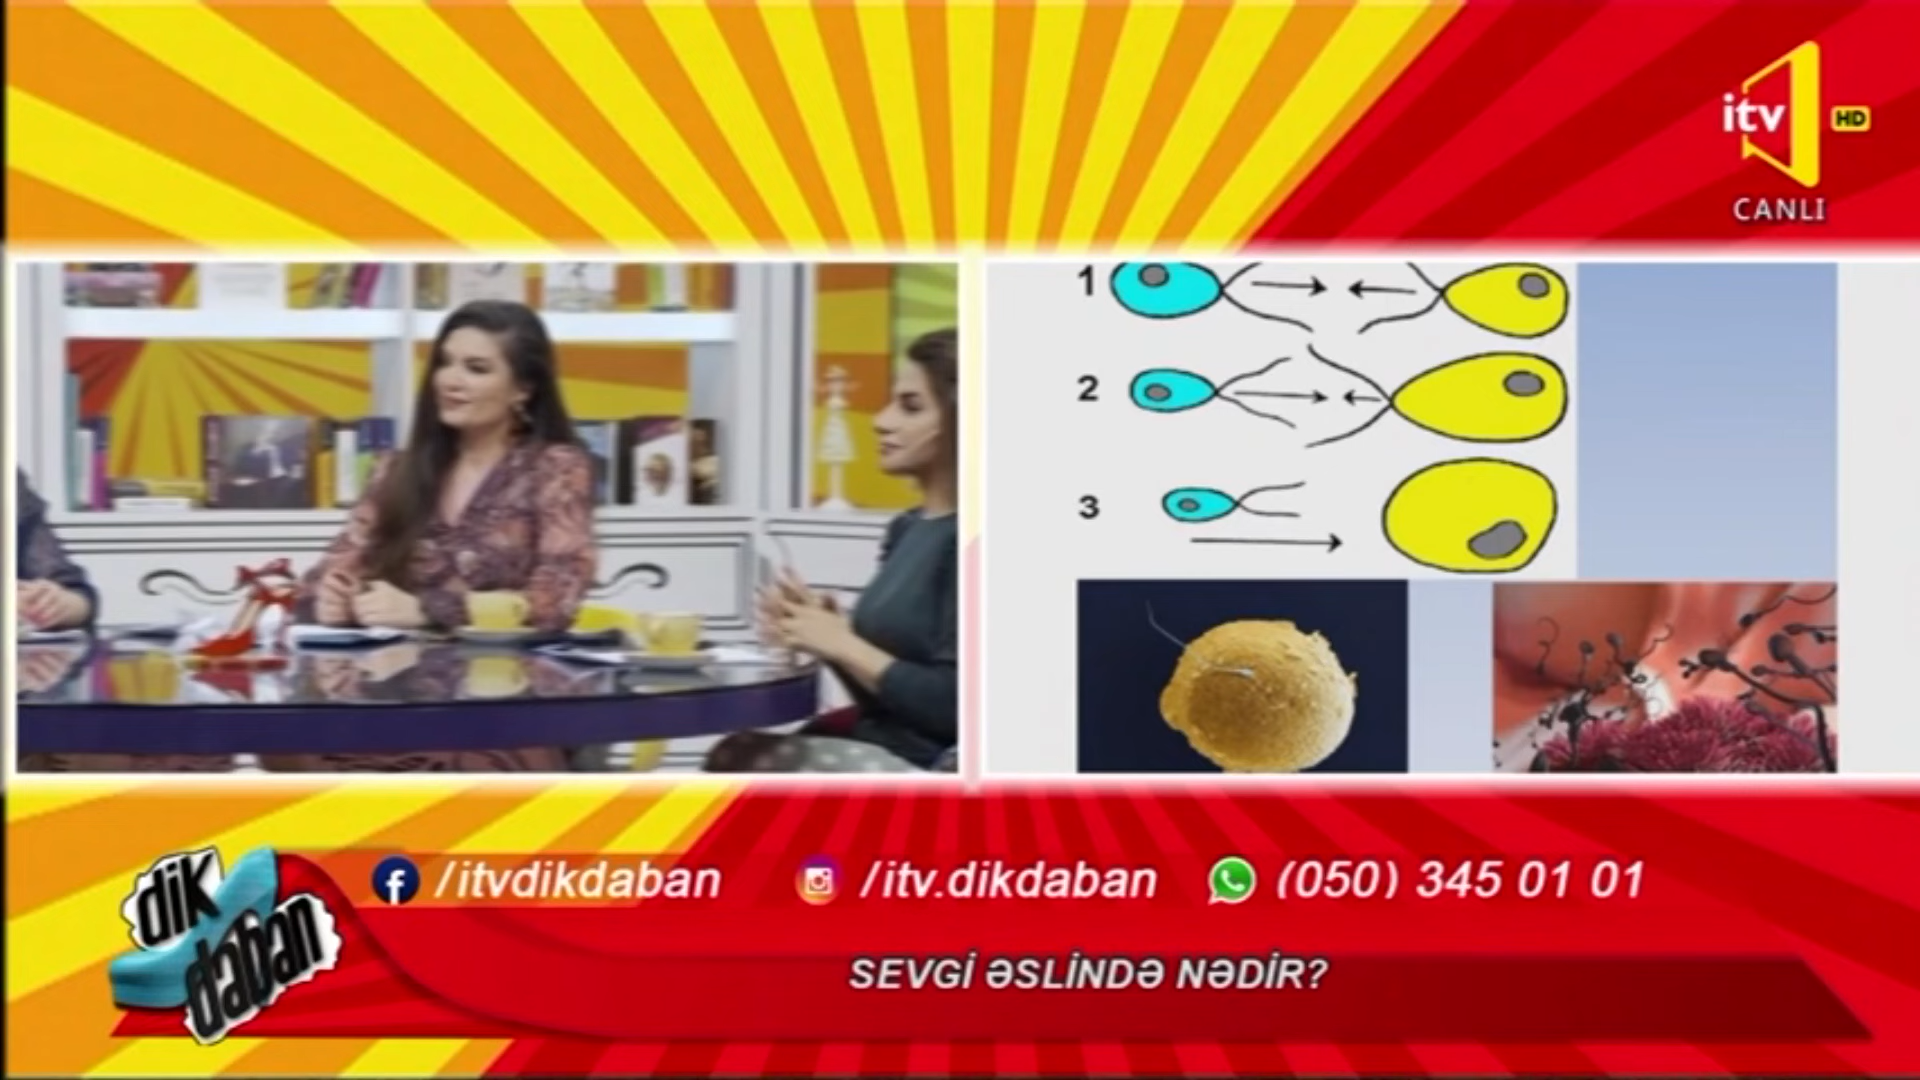 itv HD
CANLI
1
2
3
dik
daban
/itvdikdaban
/itv.dikdaban
(050) 345 01 01
SEVGİ ƏSLİNDƏ NƏDİR?